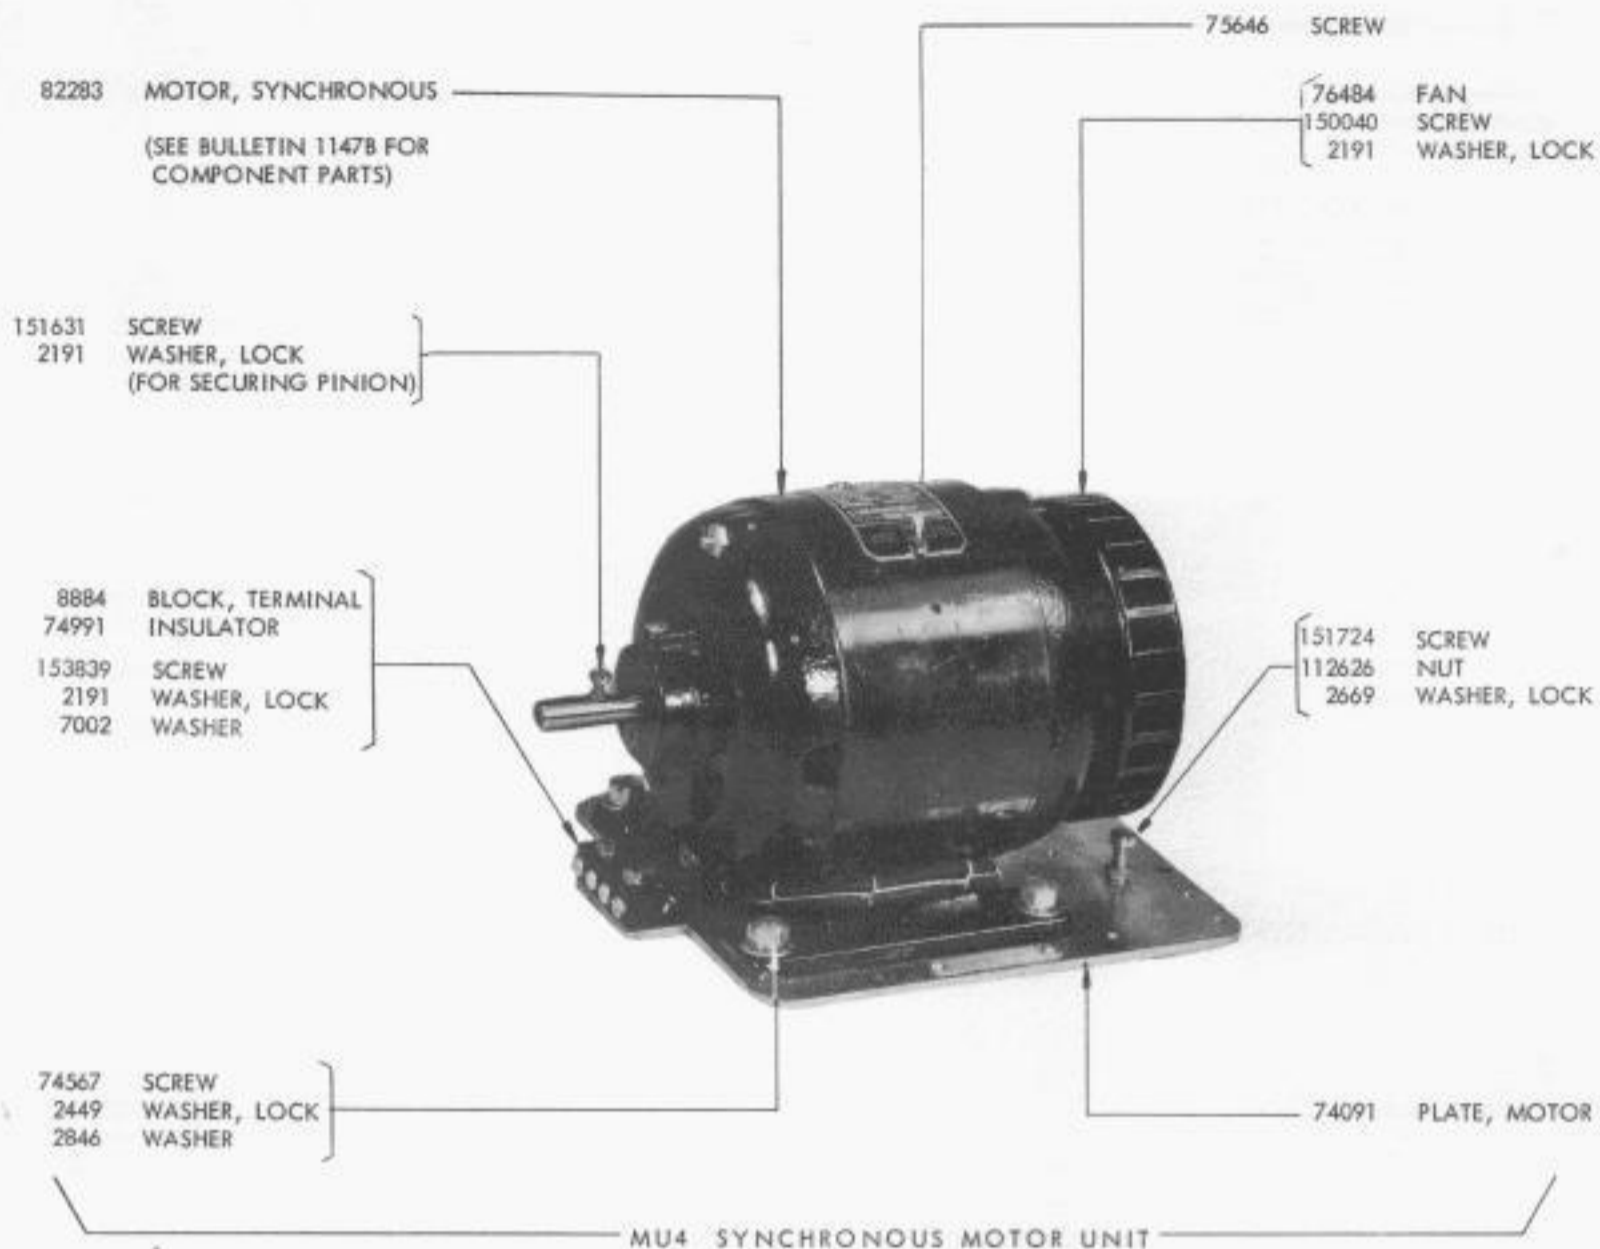 75646 SCREW
82283 MOTOR, SYNCHRONOUS
(SEE BULLETIN 1147B FOR
COMPONENT PARTS)
76484 FAN
150040 SCREW
2191 WASHER, LOCK
151631 SCREW
2191 WASHER, LOCK
(FOR SECURING PINION)
8884 BLOCK, TERMINAL
74991 INSULATOR
153839 SCREW
2191 WASHER, LOCK
7002 WASHER
151724 SCREW
112626 NUT
2669 WASHER, LOCK
74567 SCREW
2449 WASHER, LOCK
2846 WASHER
74091 PLATE, MOTOR
MU4 SYNCHRONOUS MOTOR UNIT